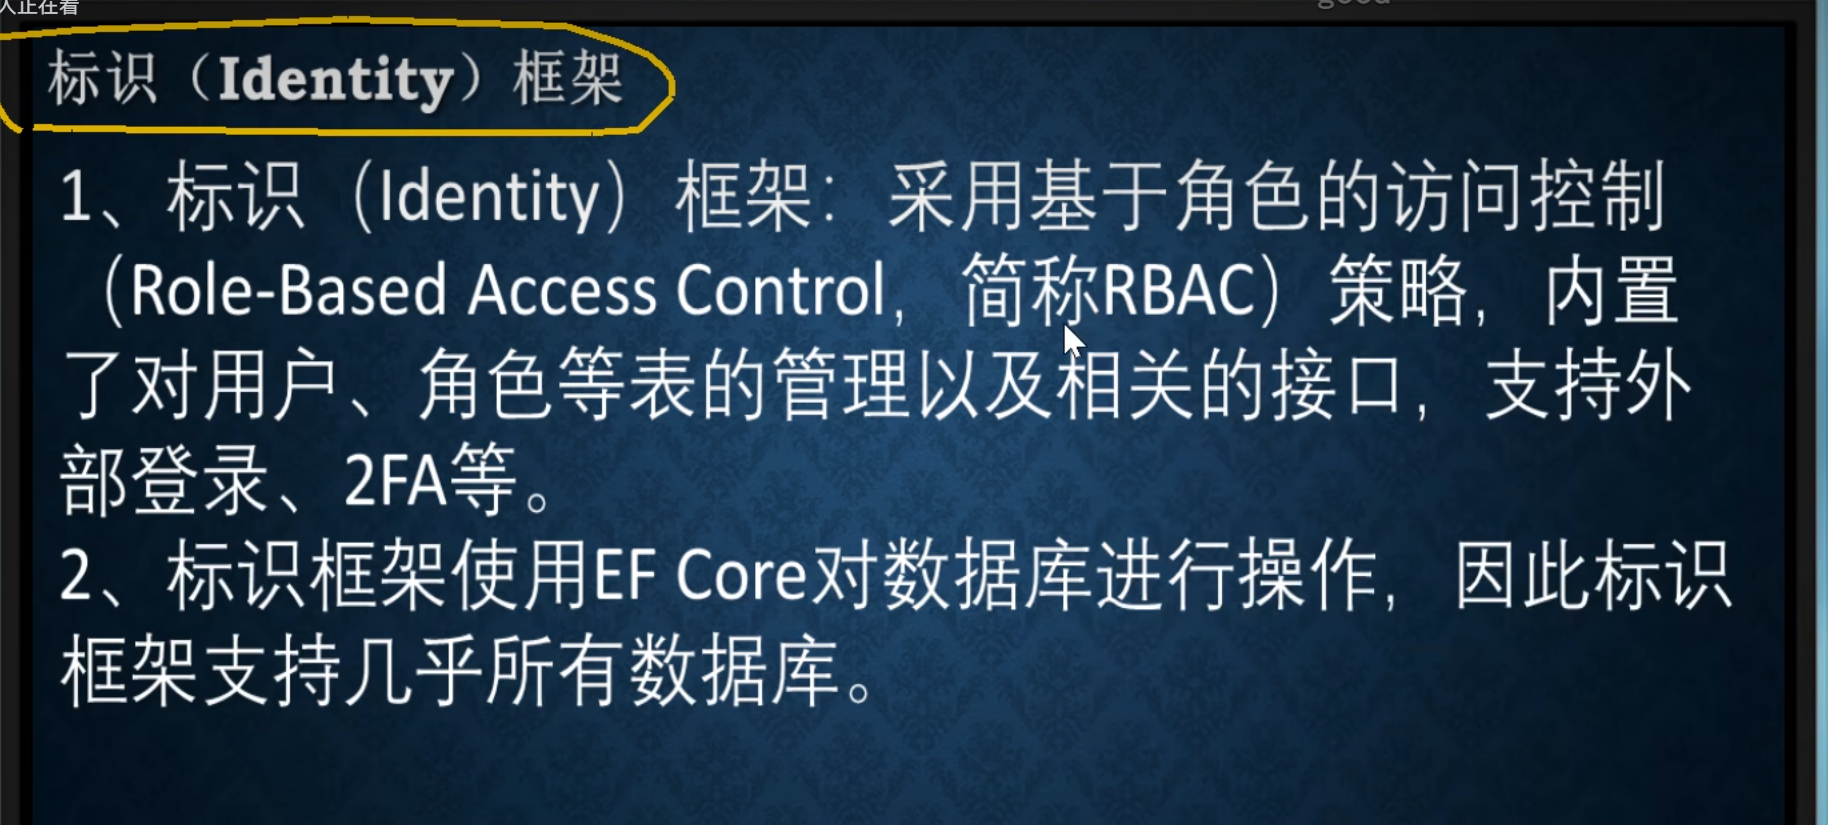 人正在看
good
标识（Identity）框架
1、标识（Identity）框架：采用基于角色的访问控制
（Role-Based Access Control，简称RBAC）策略，内置
了对用户、角色等表的管理以及相关的接口，支持外
部登录、2FA等。
2、标识框架使用EF Core对数据库进行操作，因此标识
框架支持几乎所有数据库。